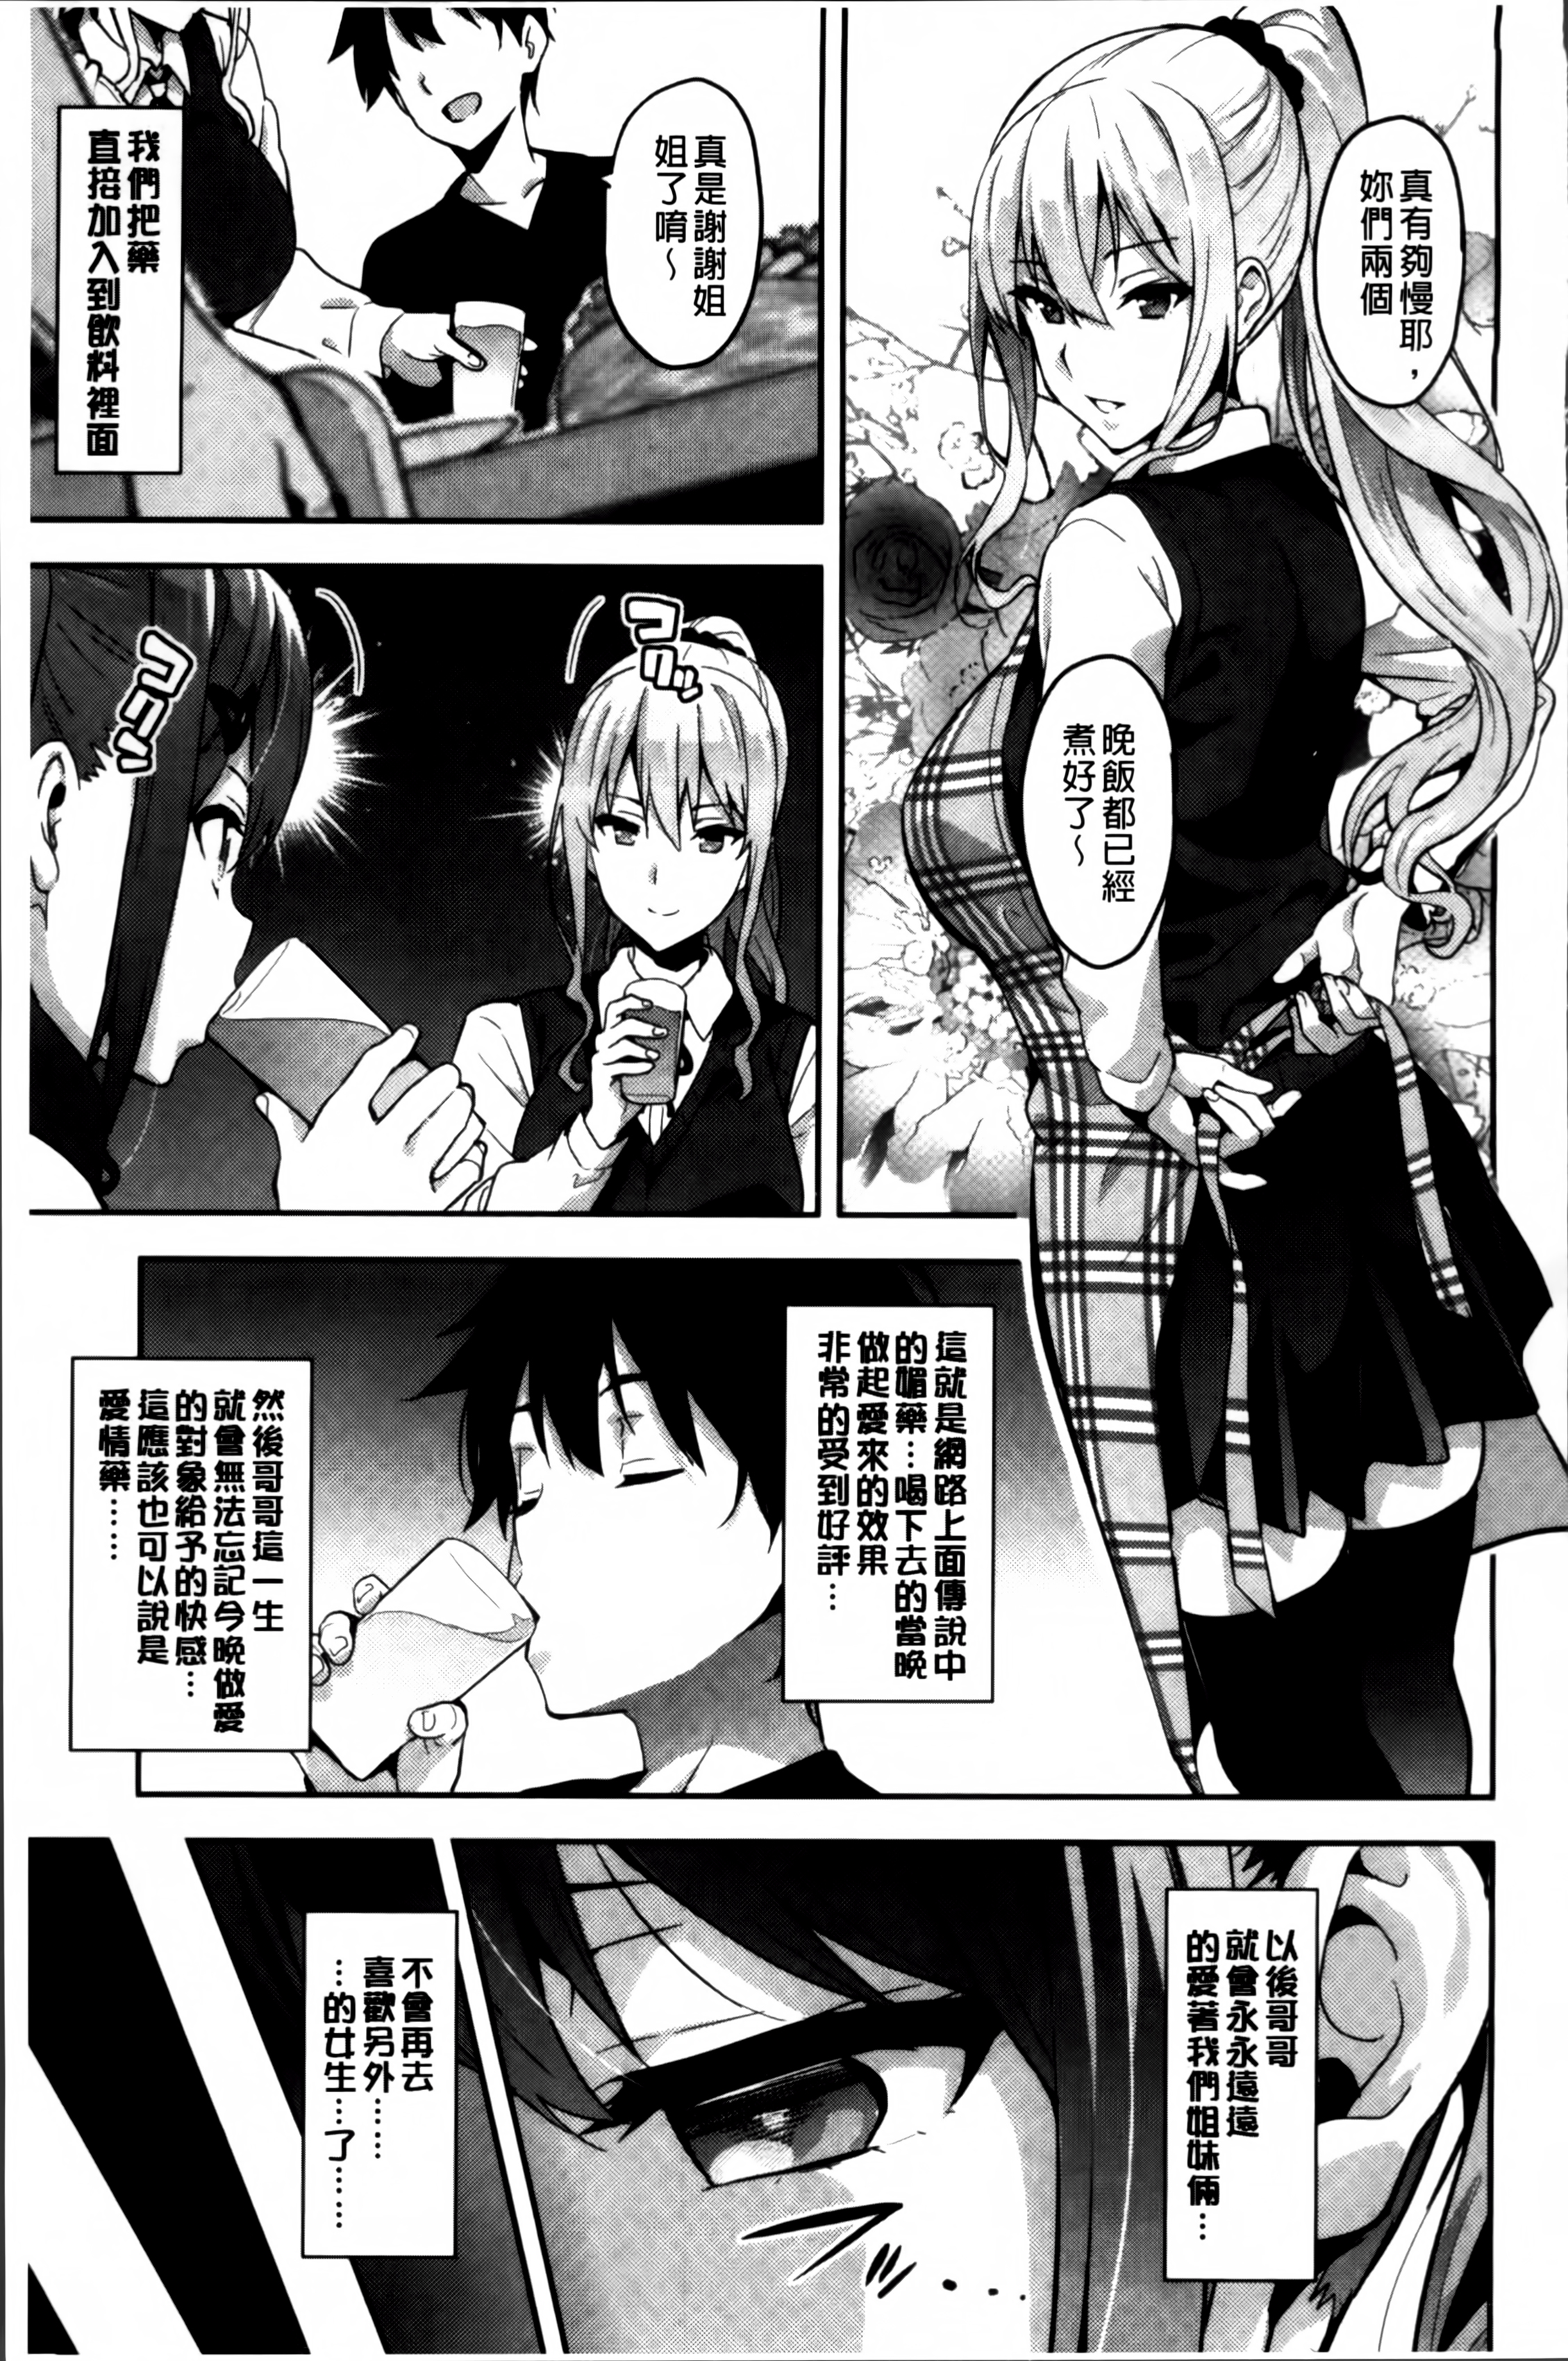 真有夠慢耶，
妳們兩個
晚飯都已經
煮好了～
真是謝謝姐
姐了唷～
我們把藥
直接加入到飲料裡面
コクッ
コクリ
這就是網路上面傳說中
的媚藥…喝下去的當晚
做起愛來的效果
非常的受到好評…
然後哥哥這一生
就會無法忘記今晚做愛
的對象給予的快感…
這應該也可以說是
愛情藥……
以後哥哥
就會永永遠遠
的愛著我們姐妹倆…
不會再去
喜歡另外……
…的女生…了……